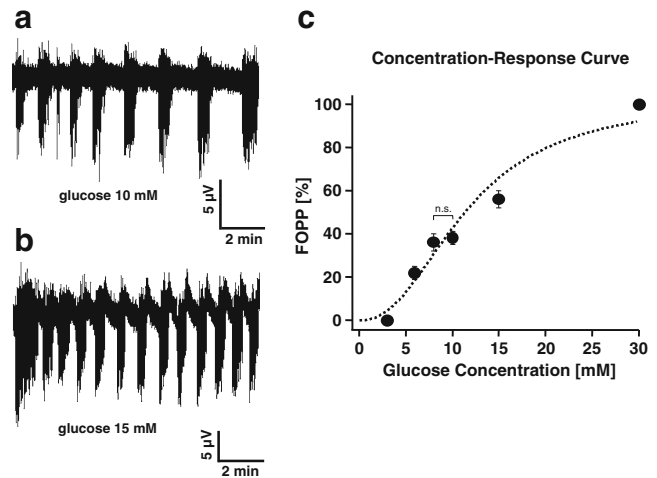 a
glucose 10 mM
5 µV
2 min
b
glucose 15 mM
5 µV
2 min
c
Concentration-Response Curve
FOPP [%]
100
80
60
40
20
0
n.s.
0 5 10 15 20 25 30
Glucose Concentration [mM]